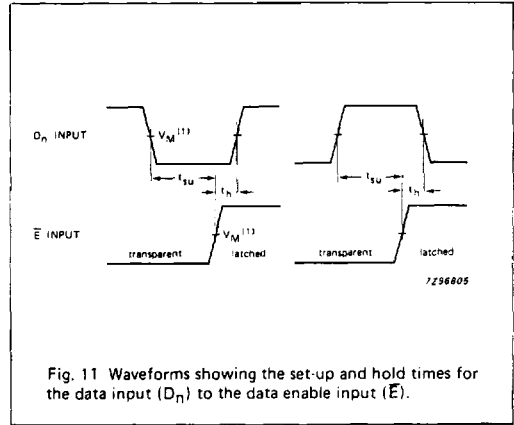 Dn INPUT
VM(1)
tsu
th
tsu
th
E̅ INPUT
VM(1)
transparent
latched
transparent
latched
7Z96805
Fig. 11 Waveforms showing the set-up and hold times for
the data input (Dn) to the data enable input (E̅).